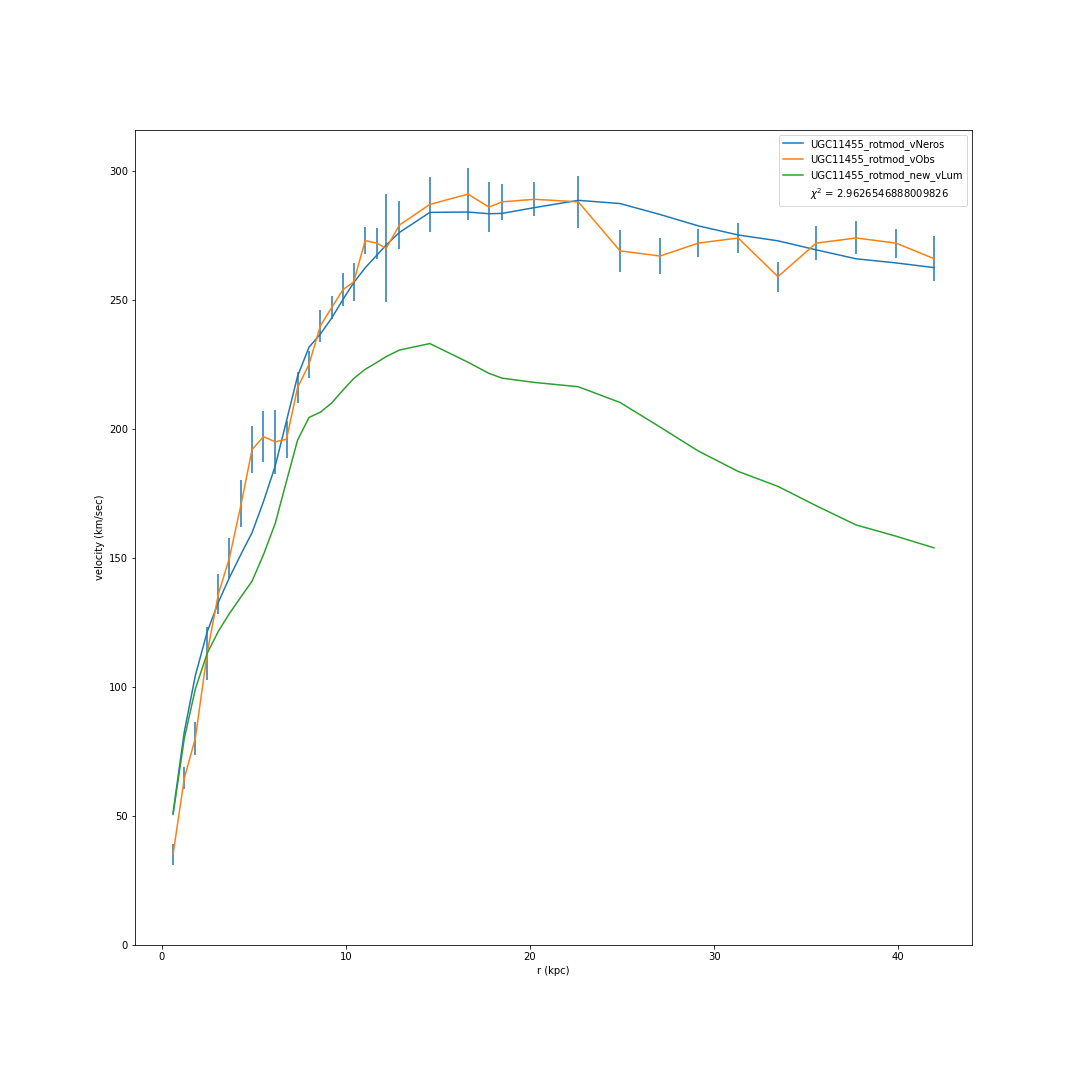 UGC11455_rotmod_vNeros
UGC11455_rotmod_vObs
UGC11455_rotmod_new_vLum
χ² = 2.9626546888009826
300
250
200
150
100
50
0
velocity (km/sec)
0 10 20 30 40
r (kpc)